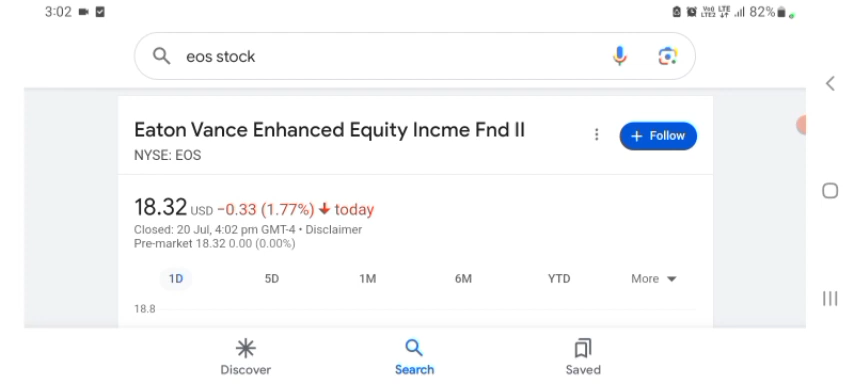 3:02 82%
eos stock
Eaton Vance Enhanced Equity Incme Fnd II
+ Follow
NYSE: EOS
18.32 USD −0.33 (1.77%) today
Closed: 20 Jul, 4:02 pm GMT-4 • Disclaimer
Pre-market 18.32 0.00 (0.00%)
1D 5D 1M 6M YTD More
18.8
Discover Search Saved